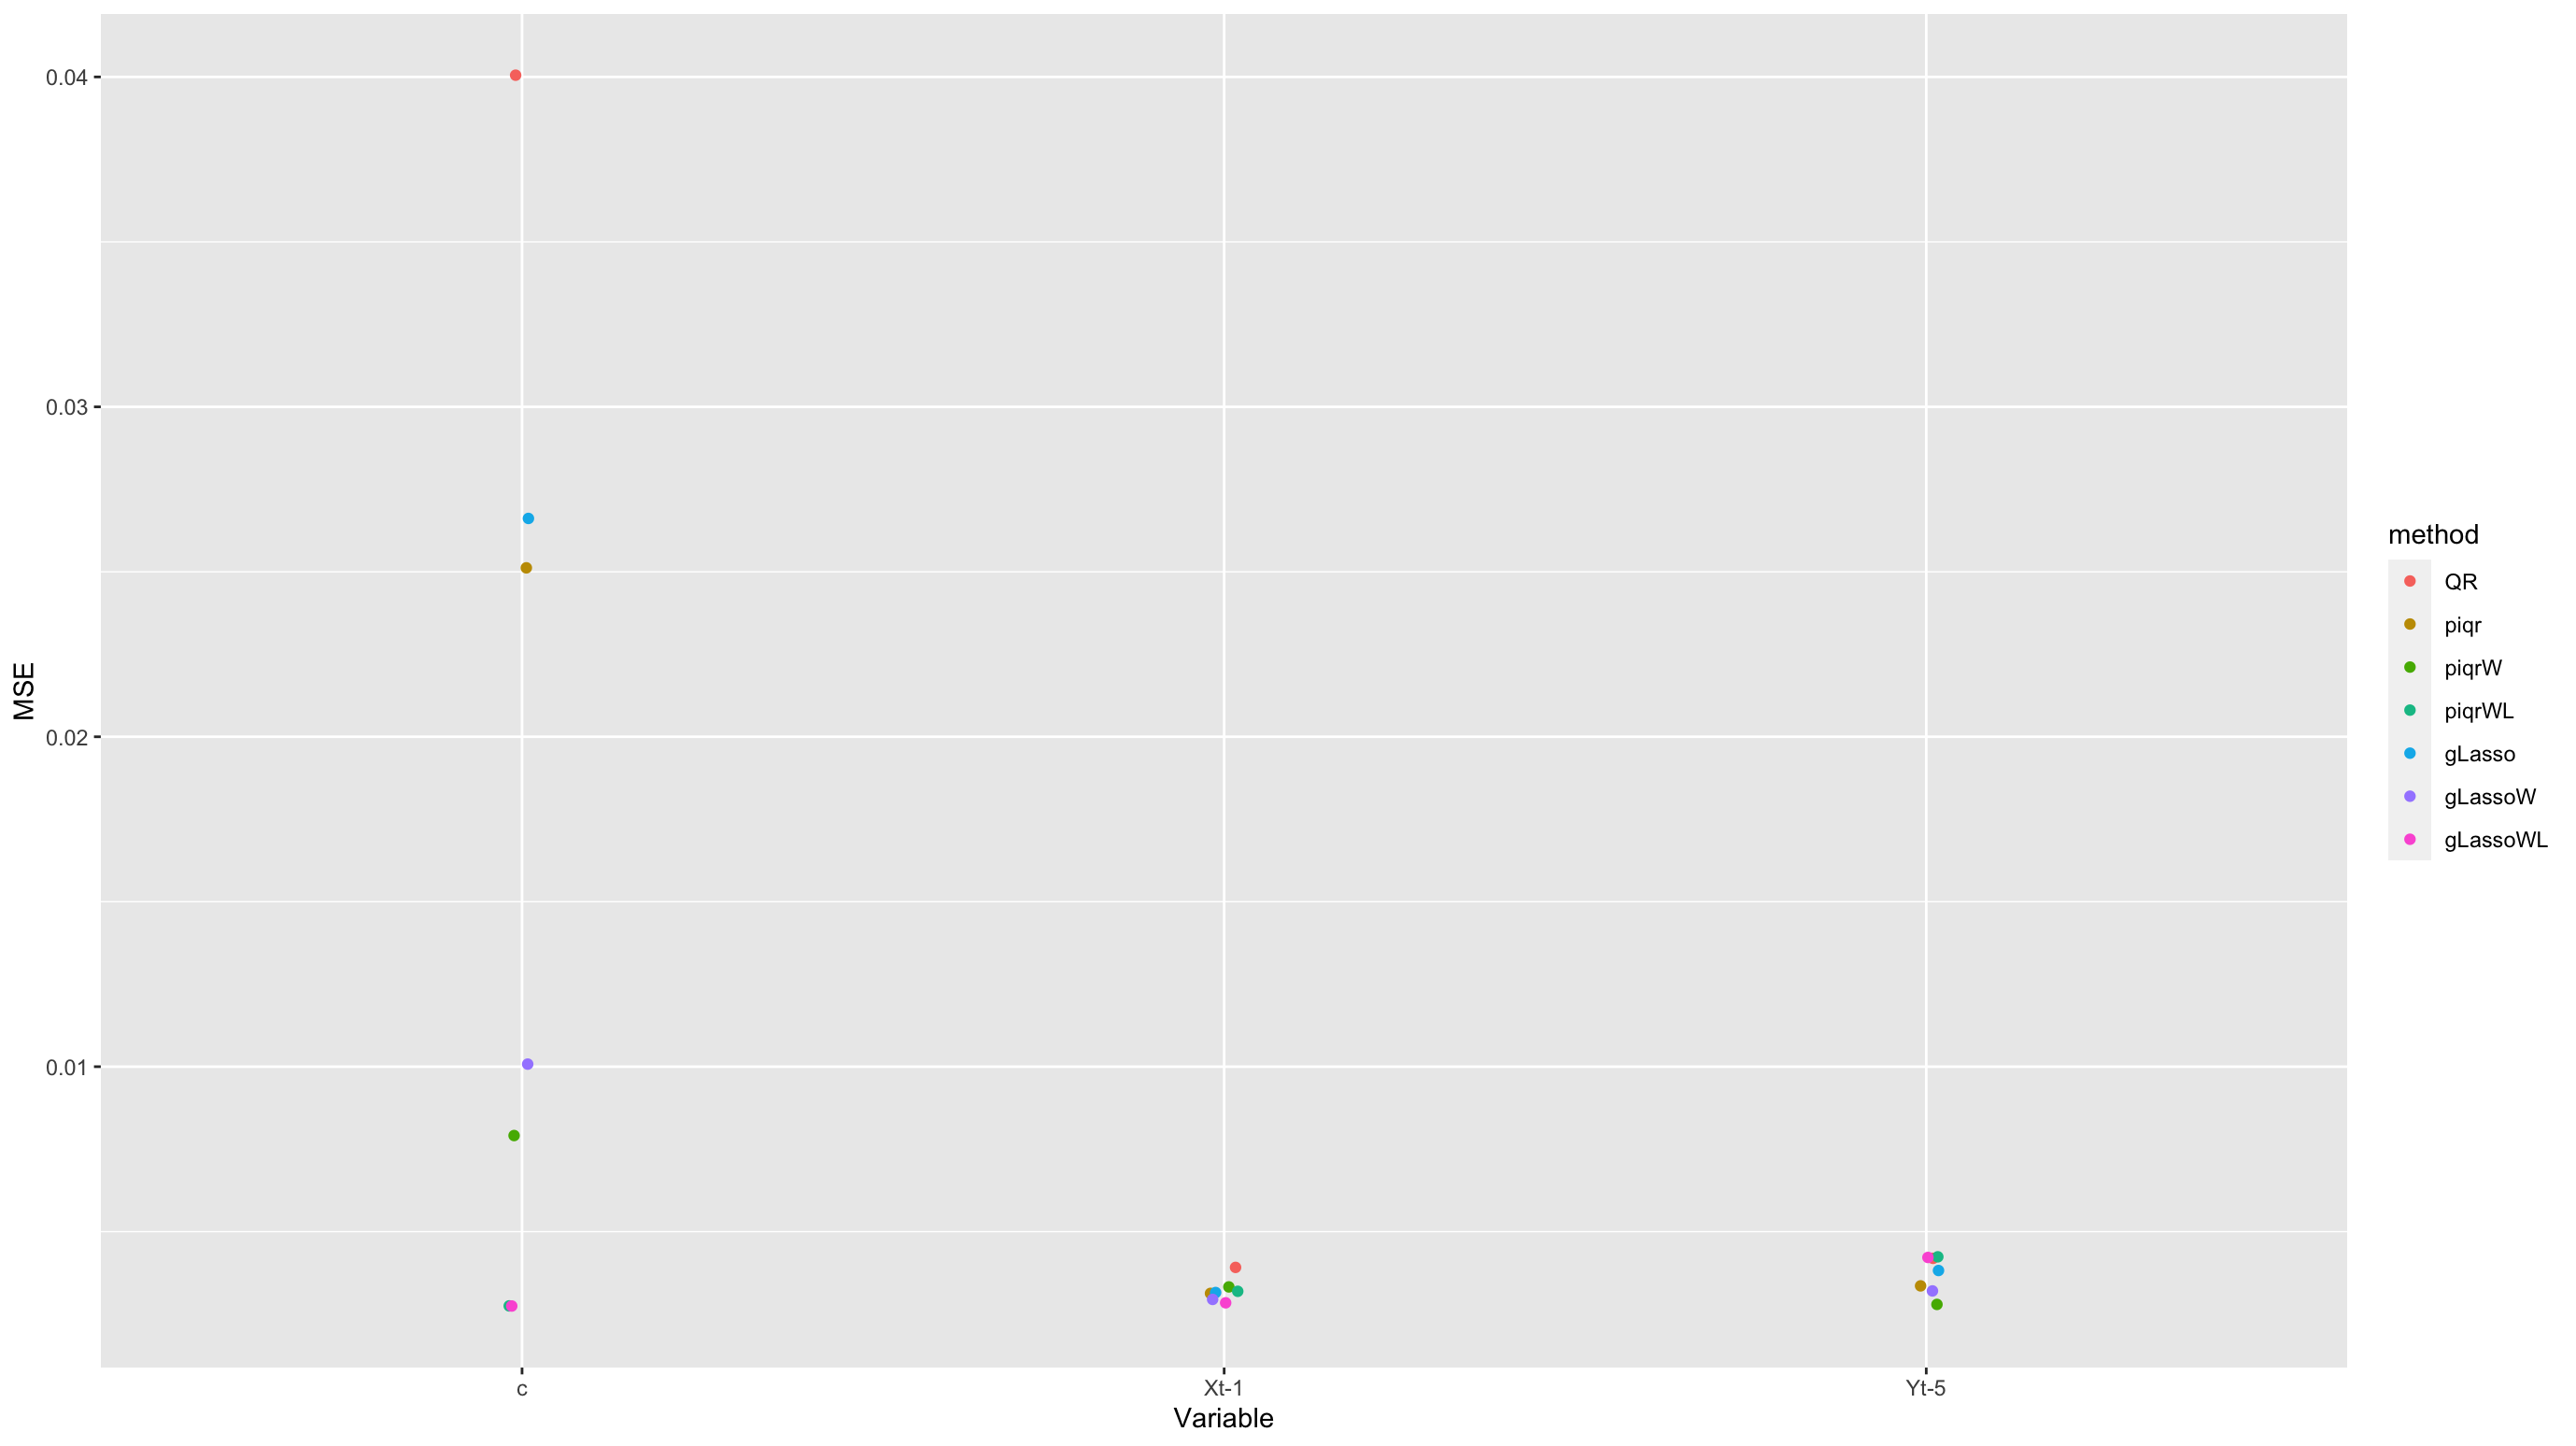 0.04
0.03
0.02
0.01
MSE
c
Xt-1
Yt-5
Variable
method
QR
piqr
piqrW
piqrWL
gLasso
gLassoW
gLassoWL